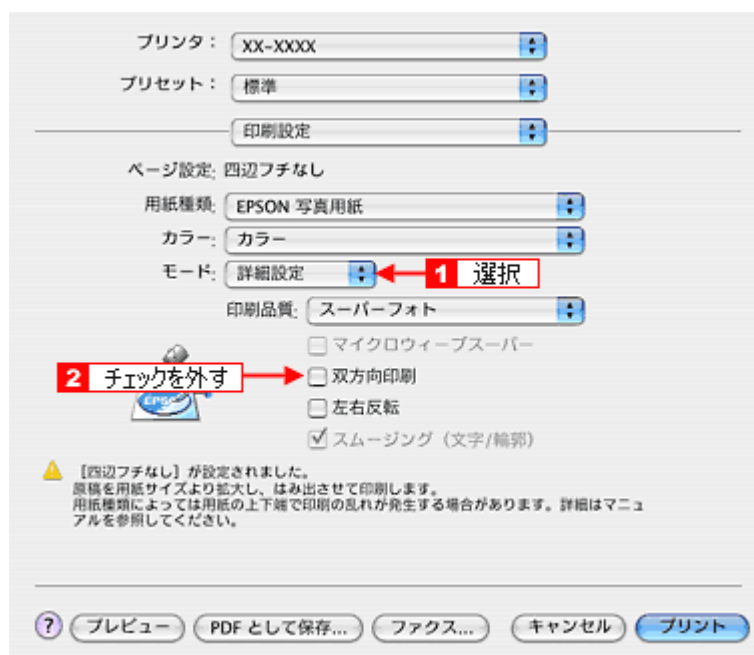 プリンタ： XX-XXXX
プリセット： 標準
印刷設定
ページ設定: 四辺フチなし
用紙種類: EPSON 写真用紙
カラー: カラー
モード: 詳細設定 1 選択
印刷品質: スーパーフォト
マイクロウィーブスーパー
2 チェックを外す 双方向印刷
EPSO
左右反転
スムージング（文字/輪郭）
[四辺フチなし] が設定されました。
原稿を用紙サイズより拡大し、はみ出させて印刷します。
用紙種類によっては用紙の上下端で印刷の乱れが発生する場合があります。詳細はマニュ
アルを参照してください。
? プレビュー PDF として保存... ファクス... キャンセル プリント